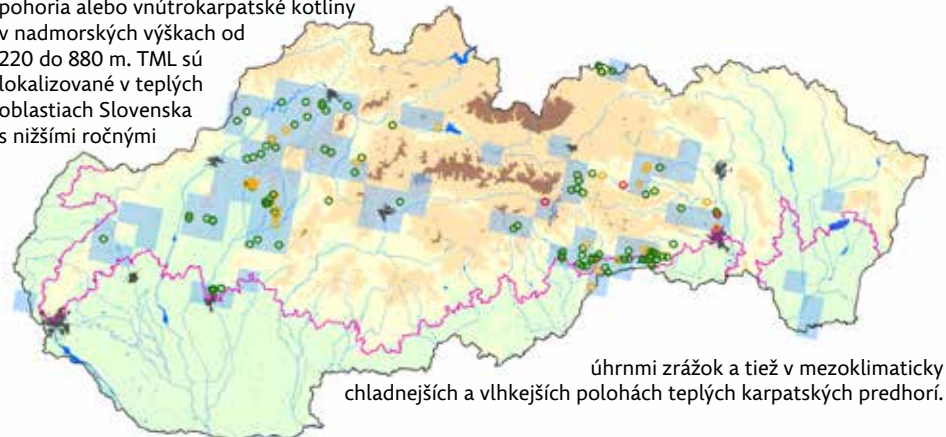 pohoria alebo vnútrokarpatské kotliny
v nadmorských výškach od
220 do 880 m. TML sú
lokalizované v teplých
oblastiach Slovenska
s nižšími ročnými
úhrnmi zrážok a tiež v mezoklimaticky
chladnejších a vlhkejších polohách teplých karpatských predhorí.